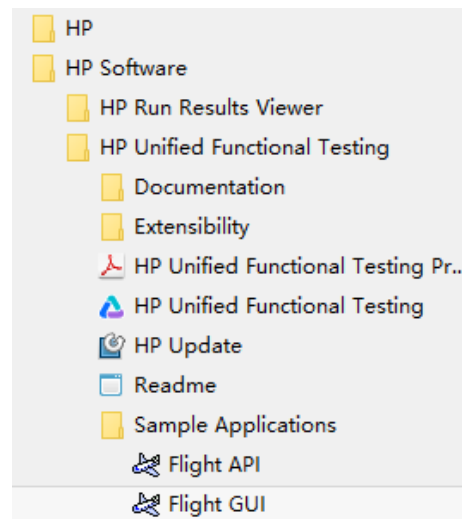 HP
HP Software
HP Run Results Viewer
HP Unified Functional Testing
Documentation
Extensibility
HP Unified Functional Testing Pr...
HP Unified Functional Testing
HP Update
Readme
Sample Applications
Flight API
Flight GUI